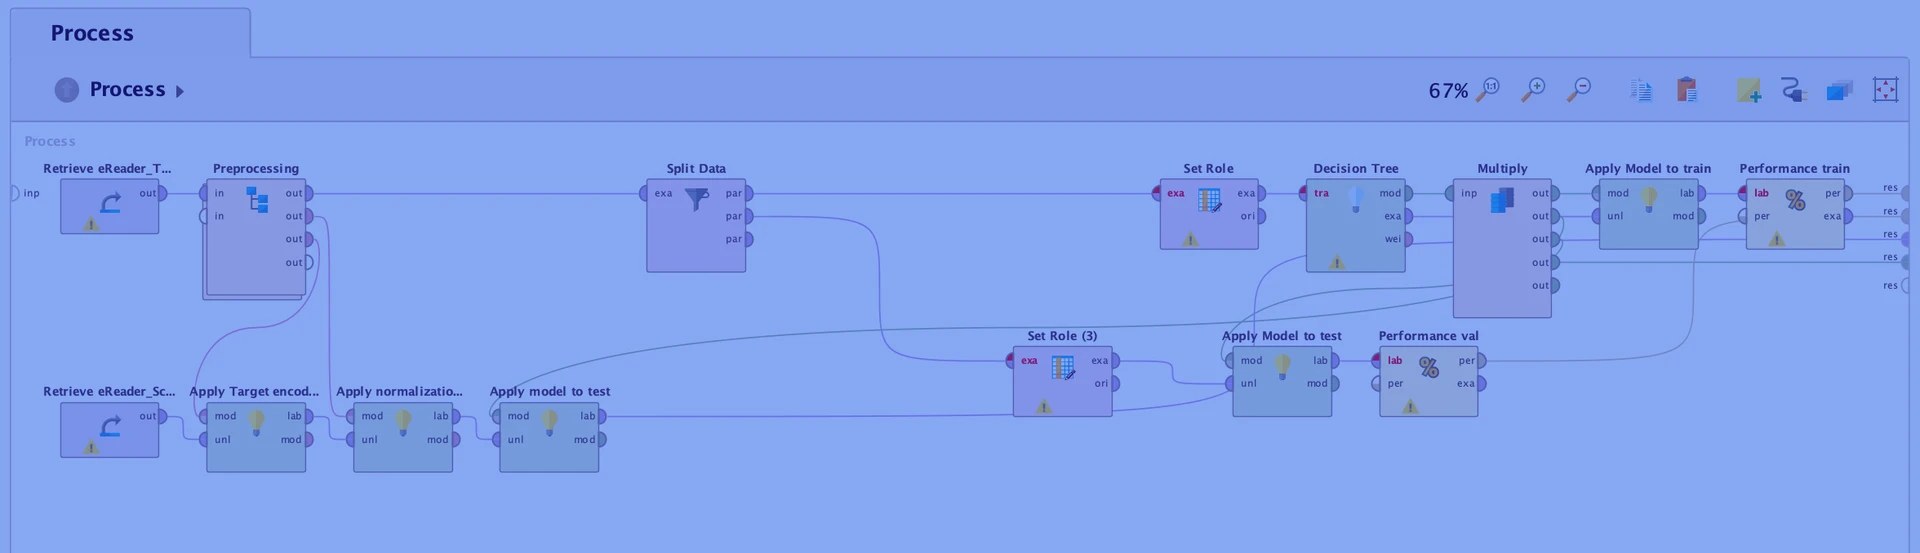 Process
Process
67%
Process
Retrieve eReader_T...
Preprocessing
Split Data
Set Role
Decision Tree
Multiply
Apply Model to train
Performance train
inp
out
in
out
in
out
out
out
exa
par
par
par
exa
exa
ori
tra
mod
exa
wei
inp
out
out
out
out
out
mod
lab
unl
mod
lab
per
per
exa
res
res
res
res
res
Set Role (3)
Apply Model to test
Performance val
exa
exa
ori
mod
lab
unl
mod
lab
per
per
exa
Retrieve eReader_Sc...
Apply Target encod...
Apply normalizatio...
Apply model to test
out
mod
lab
unl
mod
mod
lab
unl
mod
mod
lab
unl
mod